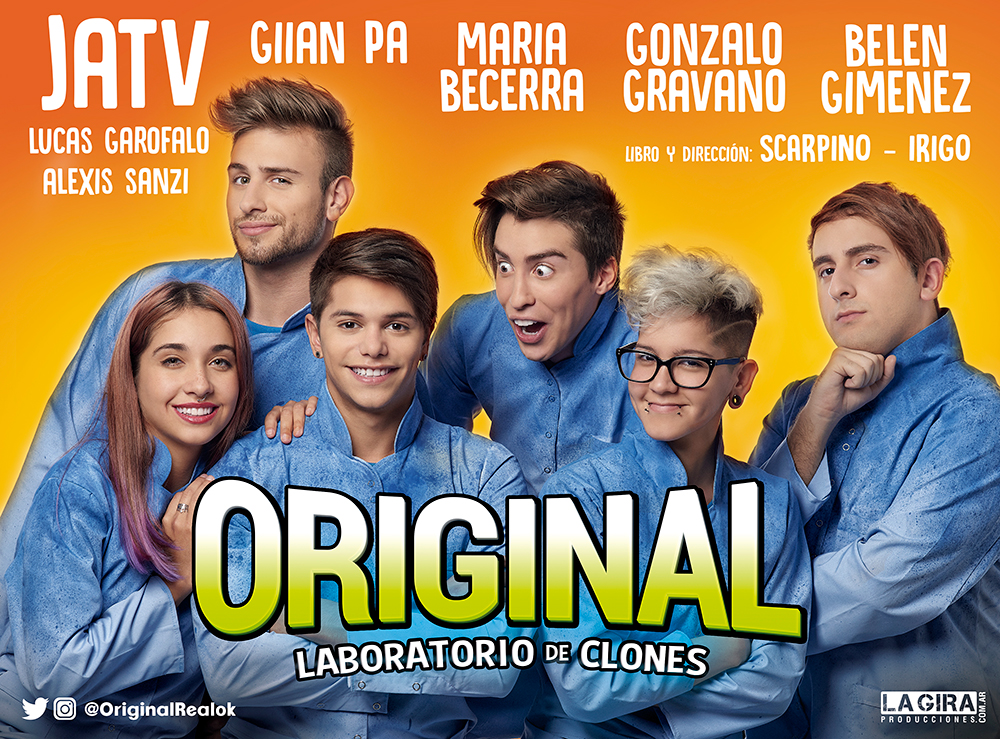 JATV
LUCAS GAROFALO
ALEXIS SANZI
GIIAN PA
MARIA
BECERRA
GONZALO
GRAVANO
BELEN
GIMENEZ
LIBRO Y DIRECCIÓN: SCARPINO - IRIGO
ORIGINAL
LABORATORIO DE CLONES
@OriginalRealok
LA GIRA
PRODUCCIONES.COM.AR